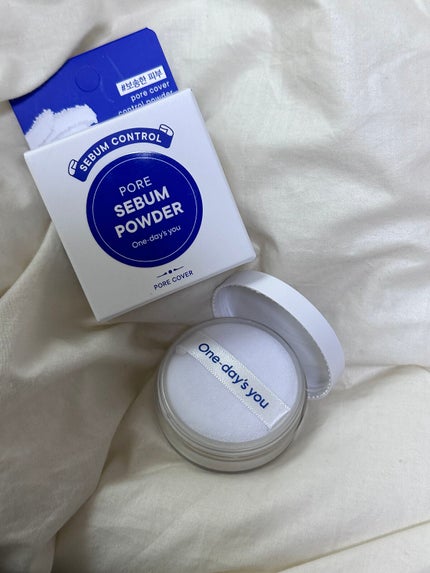 #보송한 피부
pore cover
control powder
SEBUM CONTROL
PORE
SEBUM
POWDER
One-day's you
PORE COVER
One-day's you